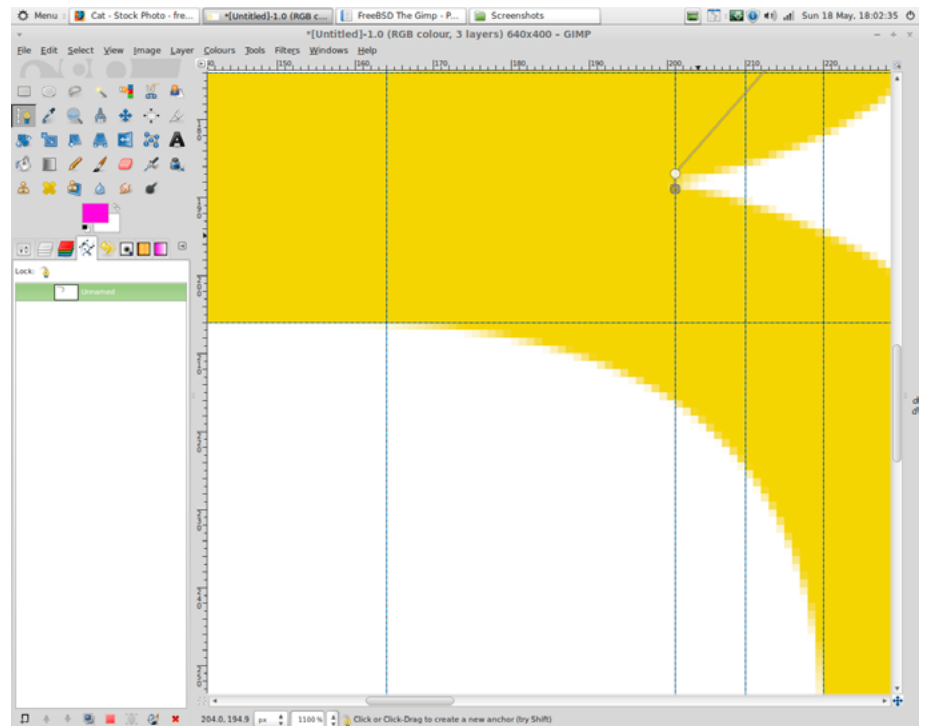 Menu Cat - Stock Photo - fre... *[Untitled]-1.0 (RGB c... FreeBSD The Gimp - P... Screenshots Sun 18 May, 18:02:35
*[Untitled]-1.0 (RGB colour, 3 layers) 640x400 – GIMP
File Edit Select View Image Layer Colours Tools Filters Windows Help
150 160 170 180 190 200 210 220
Lock:
Unnamed
204.0, 194.9 px 1100 % Click or Click-Drag to create a new anchor (try Shift)